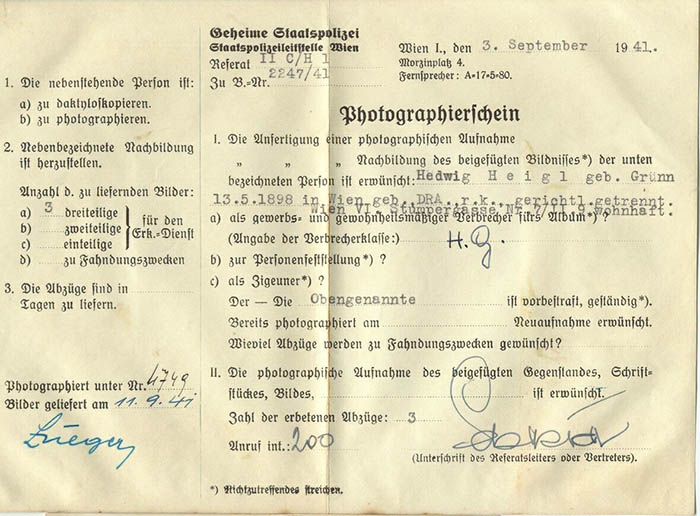 1. Die nebenstehende Person ist:
a) zu daktyloskopieren.
b) zu photographieren.
2. Nebenbezeichnete Nachbildung
ist herzustellen.
Anzahl d. zu liefernden Bilder:
a) 3 dreiteilige
b) zweiteilige
c) einteilige
für den
Erk.=Dienst
d) zu Fahndungszwecken
3. Die Abzüge sind in
Tagen zu liefern.
Photographiert unter Nr. 4749
Bilder geliefert am 11.9.41
Geheime Staatspolizei
Staatspolizeileitstelle Wien
Referat II C/H 1
Zu B.=Nr. 2247/41
Wien I., den 3. September 1941.
Morzinplatz 4.
Fernsprecher: A=17=5=80.
Photographierschein
I. Die Anfertigung einer photographischen Aufnahme
„ „ „ Nachbildung des beigefügten Bildnisses*) der unten
bezeichneten Person ist erwünscht: Hedwig Heigl geb. Grünn
13.5.1898 in Wien geb., DRA., r.k., gerichtl.getrennt.
Wien VI. Stumpergasse Nr.7/II 9 wohnhaft.
a) als gewerbs= und gewohnheitsmäßiger Verbrecher fürs Album*) ?
(Angabe der Verbrecherklasse:) H.G.
b) zur Personenfeststellung*) ?
c) als Zigeuner*) ?
Der — Die Obengenannte ist vorbestraft, geständig*).
Bereits photographiert am Neuaufnahme erwünscht.
Wieviel Abzüge werden zu Fahndungszwecken gewünscht?
II. Die photographische Aufnahme des beigefügten Gegenstandes, Schrift=
stückes, Bildes, ist erwünscht.
Zahl der erbetenen Abzüge: 3
Anruf int.: 200
(Unterschrift des Referatsleiters oder Vertreters).
*) Nichtzutreffendes streichen.